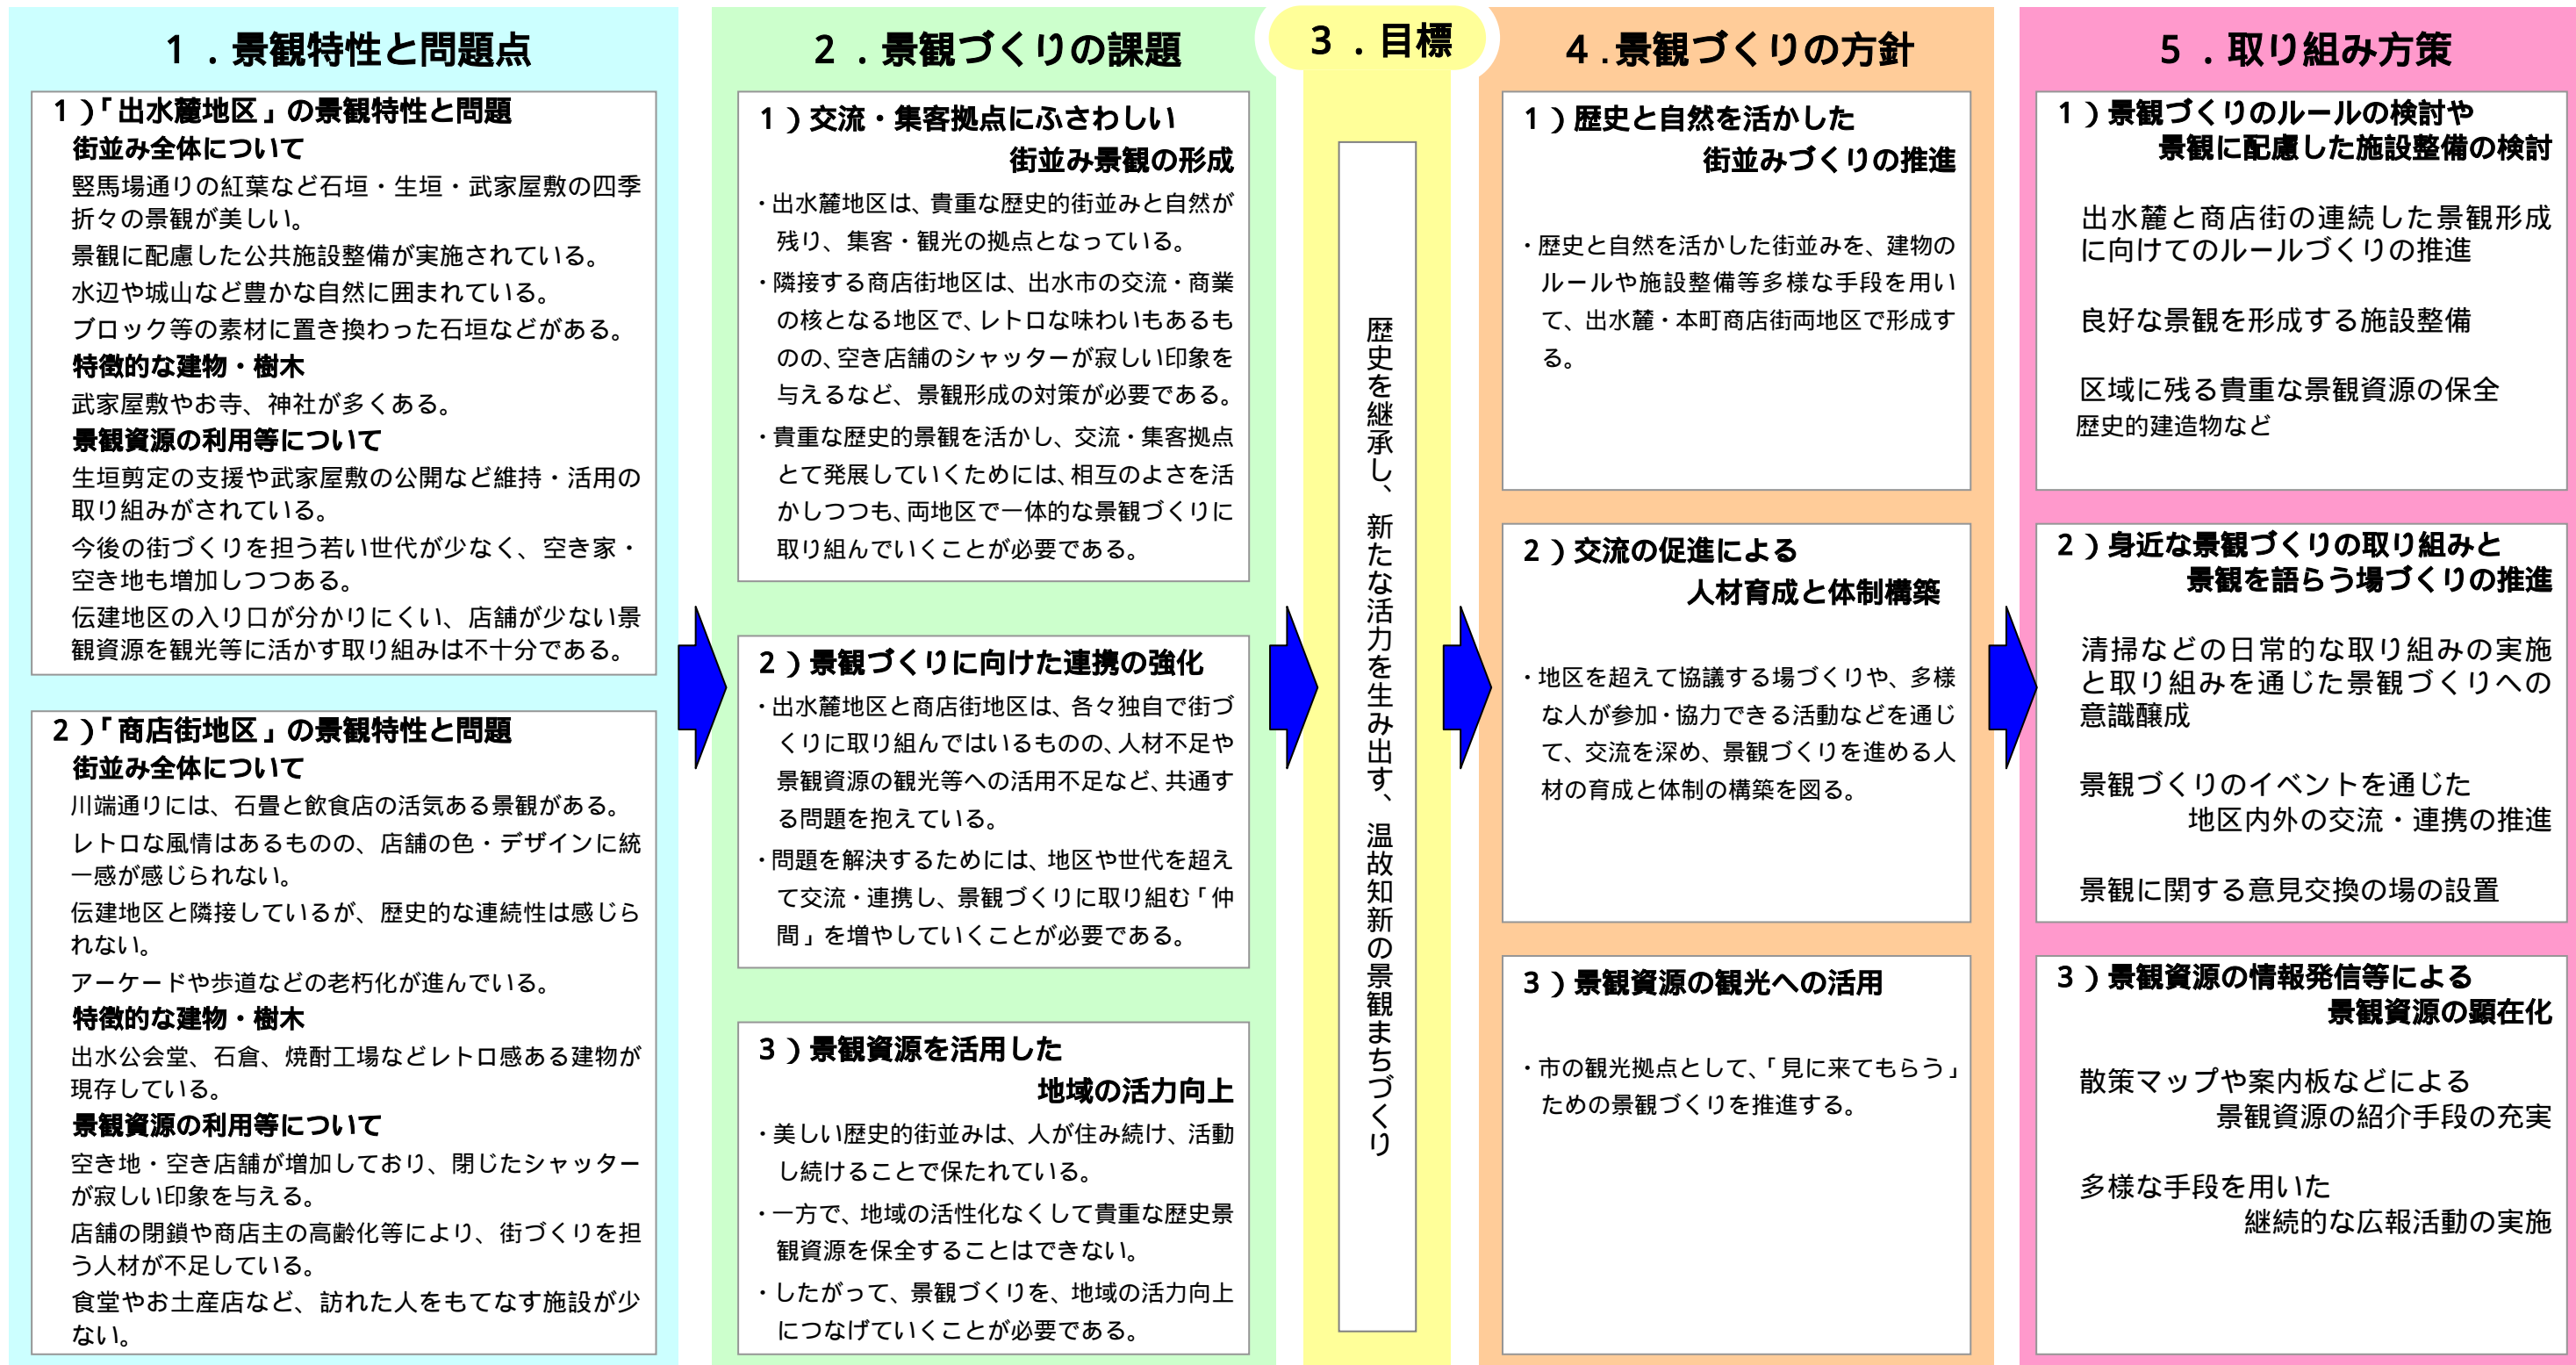 1．景観特性と問題点
1）「出水麓地区」の景観特性と問題
街並み全体について
竪馬場通りの紅葉など石垣・生垣・武家屋敷の四季
折々の景観が美しい。
景観に配慮した公共施設整備が実施されている。
水辺や城山など豊かな自然に囲まれている。
ブロック等の素材に置き換わった石垣などがある。
特徴的な建物・樹木
武家屋敷やお寺、神社が多くある。
景観資源の利用等について
生垣剪定の支援や武家屋敷の公開など維持・活用の
取り組みがされている。
今後の街づくりを担う若い世代が少なく、空き家・
空き地も増加しつつある。
伝建地区の入り口が分かりにくい、店舗が少ない景
観資源を観光等に活かす取り組みは不十分である。
2）「商店街地区」の景観特性と問題
街並み全体について
川端通りには、石畳と飲食店の活気ある景観がある。
レトロな風情はあるものの、店舗の色・デザインに統
一感が感じられない。
伝建地区と隣接しているが、歴史的な連続性は感じら
れない。
アーケードや歩道などの老朽化が進んでいる。
特徴的な建物・樹木
出水公会堂、石倉、焼酎工場などレトロ感ある建物が
現存している。
景観資源の利用等について
空き地・空き店舗が増加しており、閉じたシャッター
が寂しい印象を与える。
店舗の閉鎖や商店主の高齢化等により、街づくりを担
う人材が不足している。
食堂やお土産店など、訪れた人をもてなす施設が少
ない。
2．景観づくりの課題
1）交流・集客拠点にふさわしい
街並み景観の形成
・出水麓地区は、貴重な歴史的街並みと自然が
残り、集客・観光の拠点となっている。
・隣接する商店街地区は、出水市の交流・商業
の核となる地区で、レトロな味わいもあるも
のの、空き店舗のシャッターが寂しい印象を
与えるなど、景観形成の対策が必要である。
・貴重な歴史的景観を活かし、交流・集客拠点
とて発展していくためには、相互のよさを活
かしつつも、両地区で一体的な景観づくりに
取り組んでいくことが必要である。
2）景観づくりに向けた連携の強化
・出水麓地区と商店街地区は、各々独自で街づ
くりに取り組んではいるものの、人材不足や
景観資源の観光等への活用不足など、共通す
る問題を抱えている。
・問題を解決するためには、地区や世代を超え
て交流・連携し、景観づくりに取り組む「仲
間」を増やしていくことが必要である。
3）景観資源を活用した
地域の活力向上
・美しい歴史的街並みは、人が住み続け、活動
し続けることで保たれている。
・一方で、地域の活性化なくして貴重な歴史景
観資源を保全することはできない。
・したがって、景観づくりを、地域の活力向上
につなげていくことが必要である。
3．目標
歴史を継承し、新たな活力を生み出す、温故知新の景観まちづくり
4．景観づくりの方針
1）歴史と自然を活かした
街並みづくりの推進
・歴史と自然を活かした街並みを、建物の
ルールや施設整備等多様な手段を用い
て、出水麓・本町商店街両地区で形成す
る。
2）交流の促進による
人材育成と体制構築
・地区を超えて協議する場づくりや、多様
な人が参加・協力できる活動などを通じ
て、交流を深め、景観づくりを進める人
材の育成と体制の構築を図る。
3）景観資源の観光への活用
・市の観光拠点として、「見に来てもらう」
ための景観づくりを推進する。
5．取り組み方策
1）景観づくりのルールの検討や
景観に配慮した施設整備の検討
出水麓と商店街の連続した景観形成
に向けてのルールづくりの推進
良好な景観を形成する施設整備
区域に残る貴重な景観資源の保全
歴史的建造物など
2）身近な景観づくりの取り組みと
景観を語らう場づくりの推進
清掃などの日常的な取り組みの実施
と取り組みを通じた景観づくりへの
意識醸成
景観づくりのイベントを通じた
地区内外の交流・連携の推進
景観に関する意見交換の場の設置
3）景観資源の情報発信等による
景観資源の顕在化
散策マップや案内板などによる
景観資源の紹介手段の充実
多様な手段を用いた
継続的な広報活動の実施